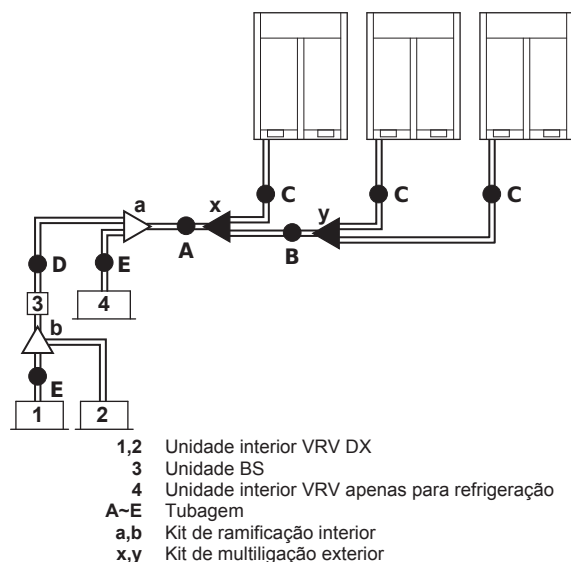 C
C
C
x
y
a
A
B
D
E
3
4
b
E
1
2
1,2 Unidade interior VRV DX
3 Unidade BS
4 Unidade interior VRV apenas para refrigeração
A~E Tubagem
a,b Kit de ramificação interior
x,y Kit de multiligação exterior